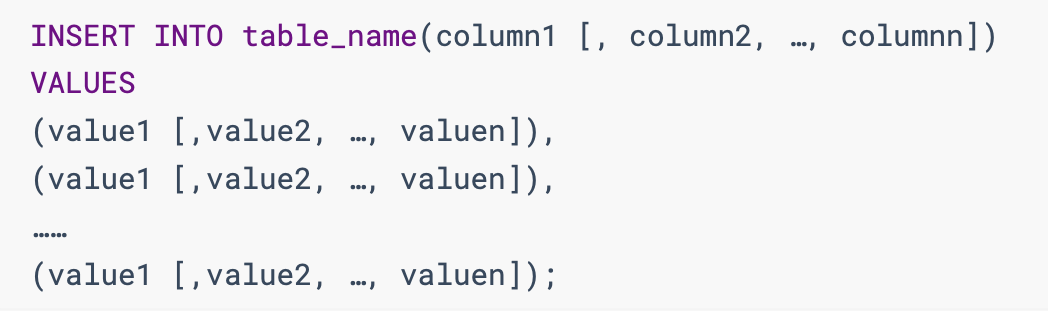 INSERT INTO table_name(column1 [, column2, …, columnn])
VALUES
(value1 [,value2, …, valuen]),
(value1 [,value2, …, valuen]),
……
(value1 [,value2, …, valuen]);